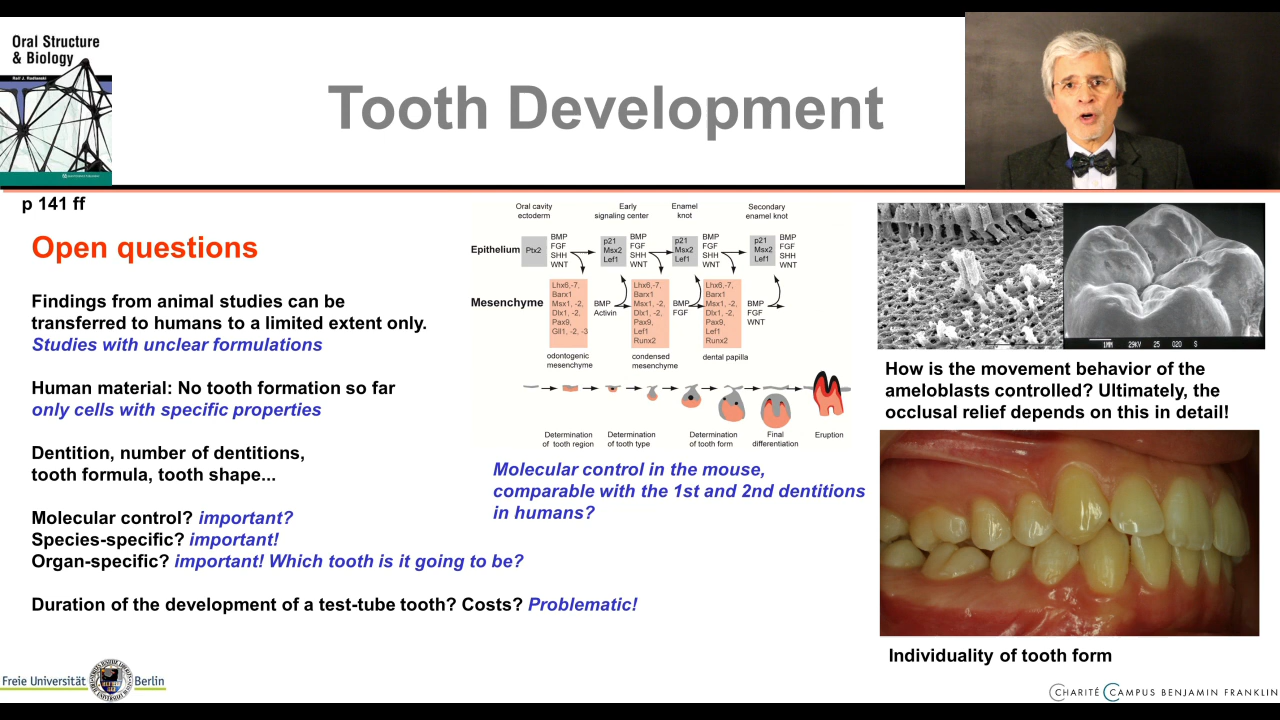 Oral Structure
& Biology
Ralf J. Radlanski
Tooth Development
p 141 ff
Open questions
Findings from animal studies can be
transferred to humans to a limited extent only.
Studies with unclear formulations
Human material: No tooth formation so far
only cells with specific properties
Dentition, number of dentitions,
tooth formula, tooth shape...
Molecular control? important?
Species-specific? important!
Organ-specific? important! Which tooth is it going to be?
Duration of the development of a test-tube tooth? Costs? Problematic!
Oral cavity
ectoderm
Early
signaling center
Enamel
knot
Secondary
enamel knot
Epithelium
Ptx2
BMP
FGF
SHH
WNT
p21
Msx2
Lef1
BMP
FGF
SHH
WNT
p21
Msx2
Lef1
BMP
FGF
SHH
WNT
p21
Msx2
Lef1
BMP
FGF
SHH
WNT
Mesenchyme
Lhx6,-7,
Barx1
Msx1, -2,
Dlx1, -2,
Pax9,
Gli1, -2, -3
BMP
Activin
Lhx6,-7,
Barx1
Msx1, -2,
Dlx1, -2,
Pax9,
Lef1
Runx2
BMP
FGF
Lhx6,-7,
Barx1
Msx1, -2,
Dlx1, -2,
Pax9,
Lef1
Runx2
BMP
FGF
WNT
odontogenic
mesenchyme
condensed
mesenchyme
dental papilla
Determination
of tooth region
Determination
of tooth type
Determination
of tooth form
Final
differentiation
Eruption
Molecular control in the mouse,
comparable with the 1st and 2nd dentitions
in humans?
1MM 29KV 25 020 S
How is the movement behavior of the
ameloblasts controlled? Ultimately, the
occlusal relief depends on this in detail!
Individuality of tooth form
Freie Universität Berlin
CHARITÉ CAMPUS BENJAMIN FRANKLIN